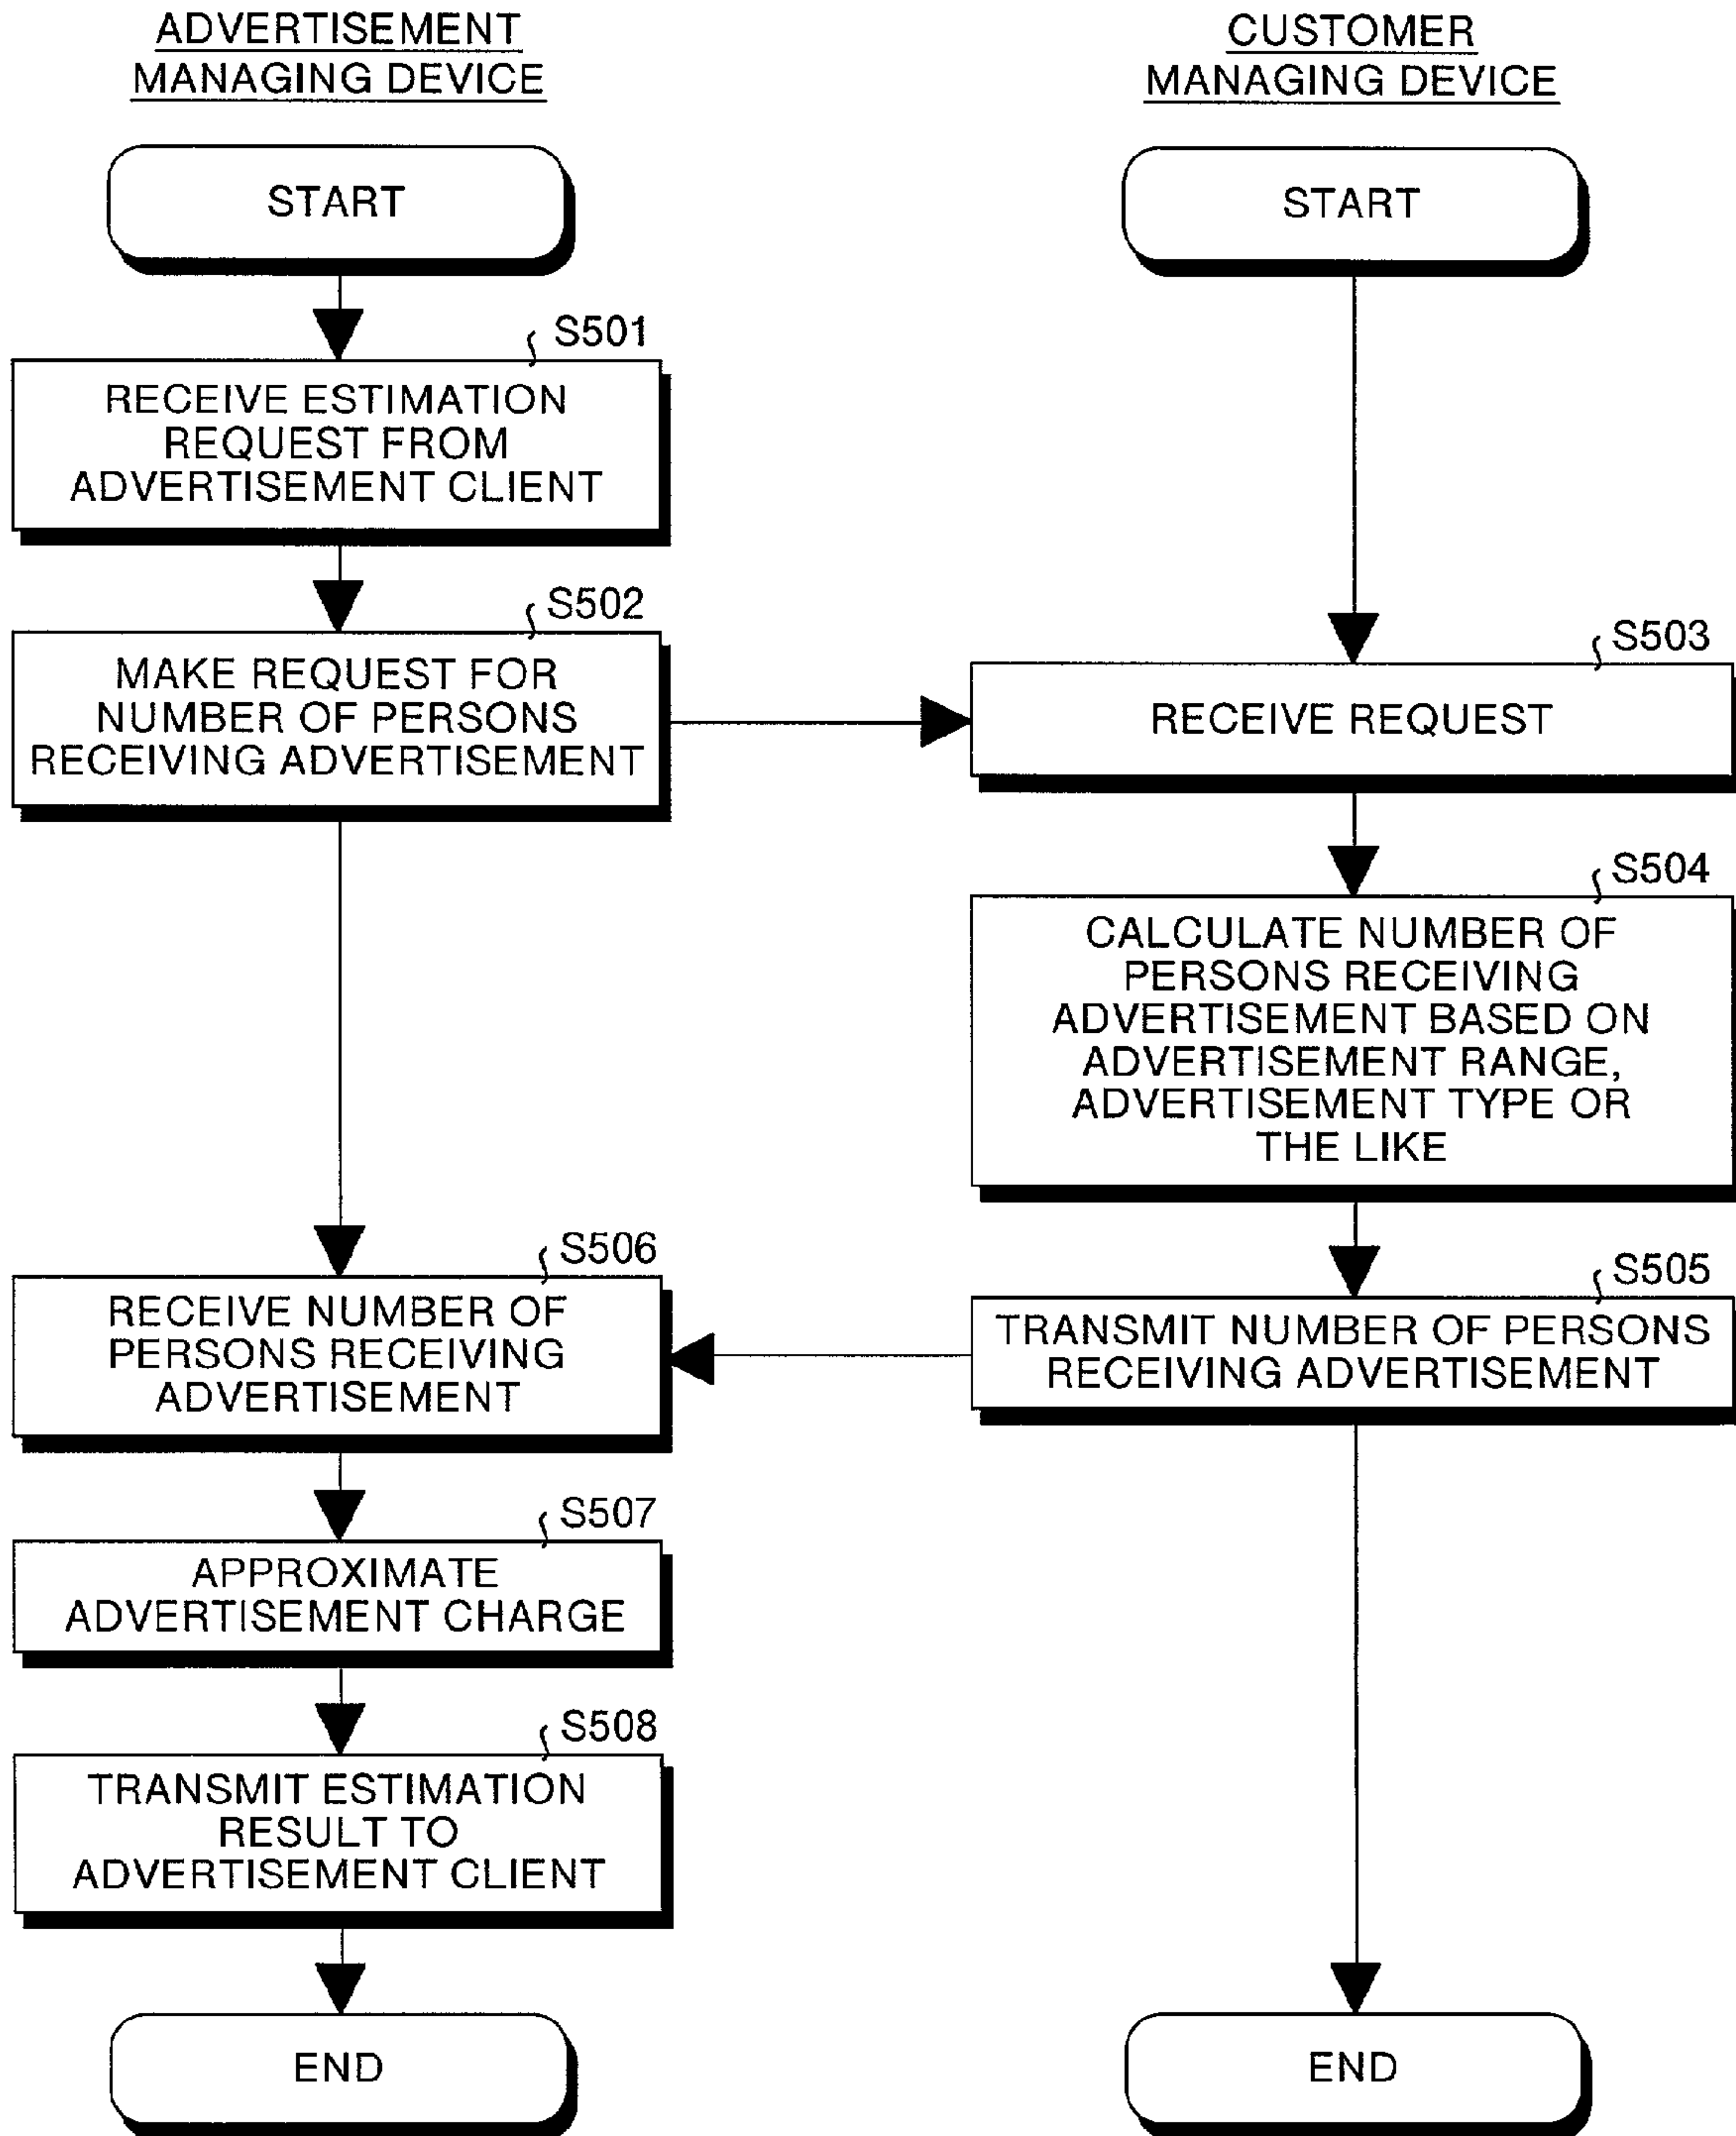 ADVERTISEMENT
MANAGING DEVICE
START
S501
RECEIVE ESTIMATION
REQUEST FROM
ADVERTISEMENT CLIENT
S502
MAKE REQUEST FOR
NUMBER OF PERSONS
RECEIVING ADVERTISEMENT
S506
RECEIVE NUMBER OF
PERSONS RECEIVING
ADVERTISEMENT
S507
APPROXIMATE
ADVERTISEMENT CHARGE
S508
TRANSMIT ESTIMATION
RESULT TO
ADVERTISEMENT CLIENT
END
CUSTOMER
MANAGING DEVICE
START
S503
RECEIVE REQUEST
S504
CALCULATE NUMBER OF
PERSONS RECEIVING
ADVERTISEMENT BASED ON
ADVERTISEMENT RANGE,
ADVERTISEMENT TYPE OR
THE LIKE
S505
TRANSMIT NUMBER OF PERSONS
RECEIVING ADVERTISEMENT
END